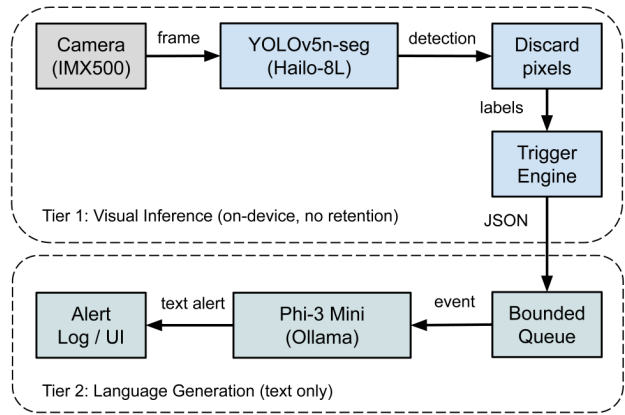 Camera
(IMX500)
frame
YOLOv5n-seg
(Hailo-8L)
detection
Discard
pixels
labels
Trigger
Engine
Tier 1: Visual Inference (on-device, no retention)
JSON
Alert
Log / UI
text alert
Phi-3 Mini
(Ollama)
event
Bounded
Queue
Tier 2: Language Generation (text only)